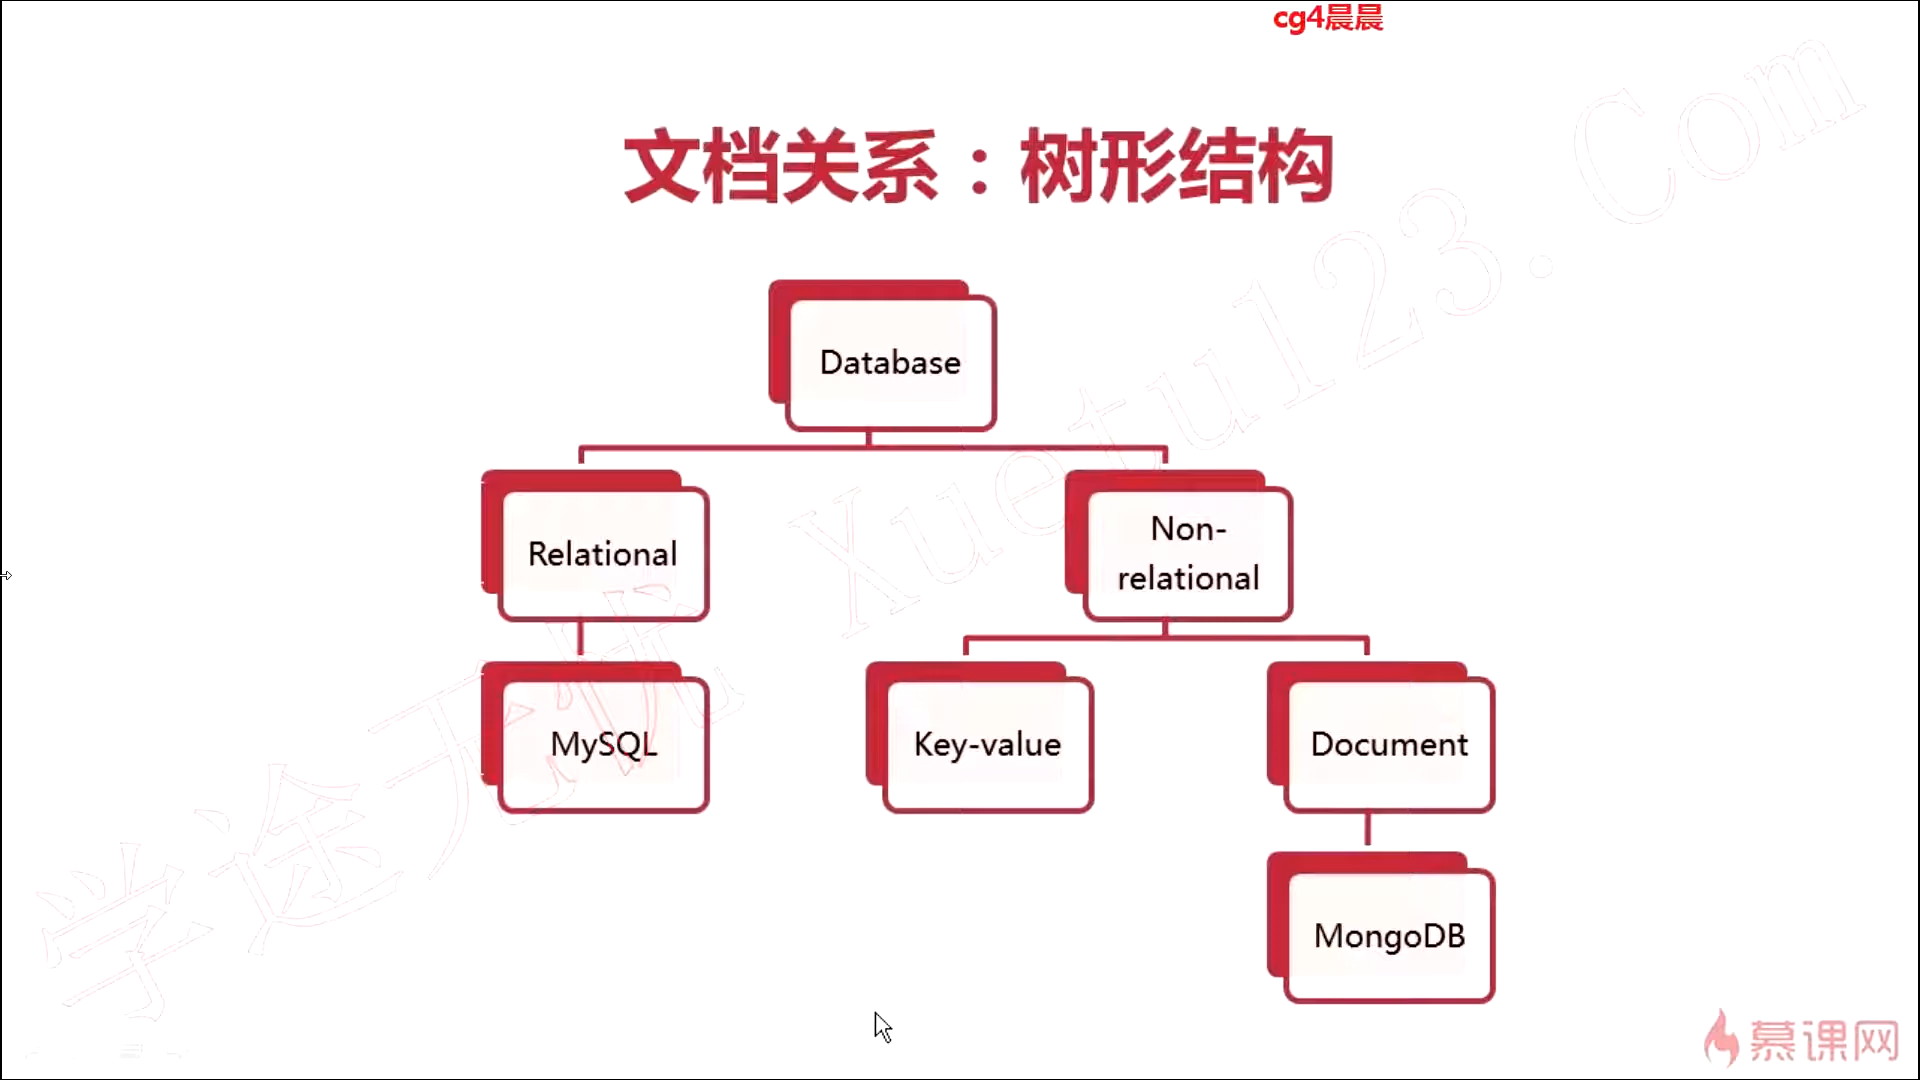 cg4晨晨
文档关系：树形结构
Database
Relational
Non-
relational
MySQL
Key-value
Document
MongoDB
学途无忧 Xuetu123.Com
慕课网